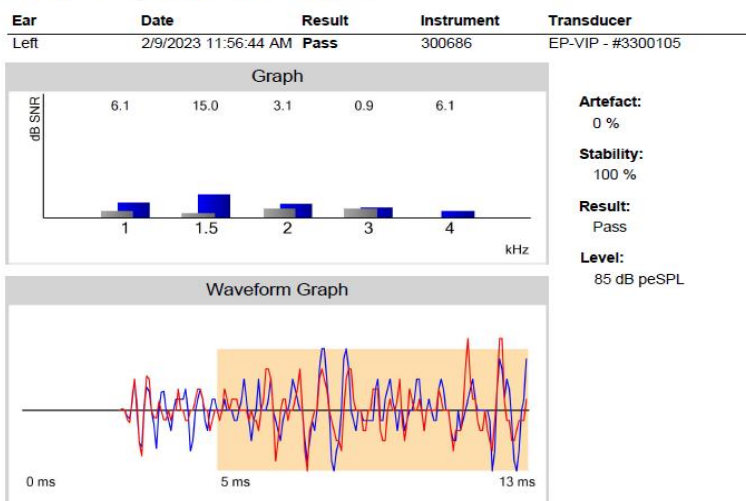 Ear Date Result Instrument Transducer
Left 2/9/2023 11:56:44 AM Pass 300686 EP-VIP - #3300105
Graph
dB SNR
6.1 15.0 3.1 0.9 6.1
1 1.5 2 3 4
kHz
Artefact:
0 %
Stability:
100 %
Result:
Pass
Level:
85 dB peSPL
Waveform Graph
0 ms 5 ms 13 ms